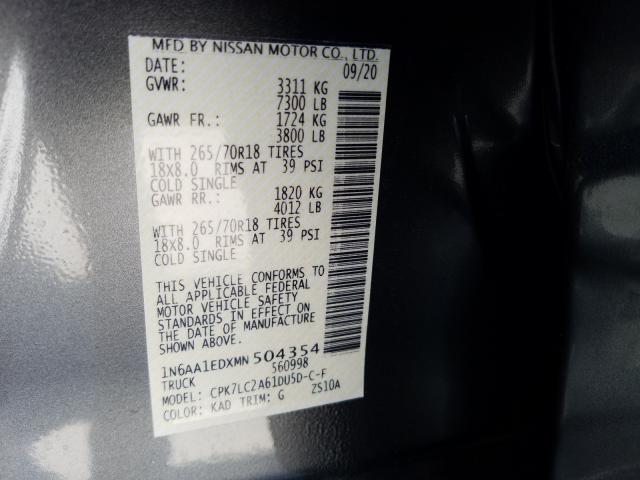 MFD BY NISSAN MOTOR CO., LTD.
DATE: 09/20
GVWR: 3311 KG
7300 LB
GAWR FR.: 1724 KG
3800 LB
WITH 265/70R18 TIRES
18X8.0 RIMS AT 39 PSI
COLD SINGLE
GAWR RR.: 1820 KG
4012 LB
WITH 265/70R18 TIRES
18X8.0 RIMS AT 39 PSI
COLD SINGLE
THIS VEHICLE CONFORMS TO
ALL APPLICABLE FEDERAL
MOTOR VEHICLE SAFETY
STANDARDS IN EFFECT ON
THE DATE OF MANUFACTURE
SHOWN ABOVE.
1N6AA1EDXMN504354
TRUCK 560998
MODEL: CPK7LC2A61DU5D-C-F
COLOR: KAD TRIM: G ZS10A